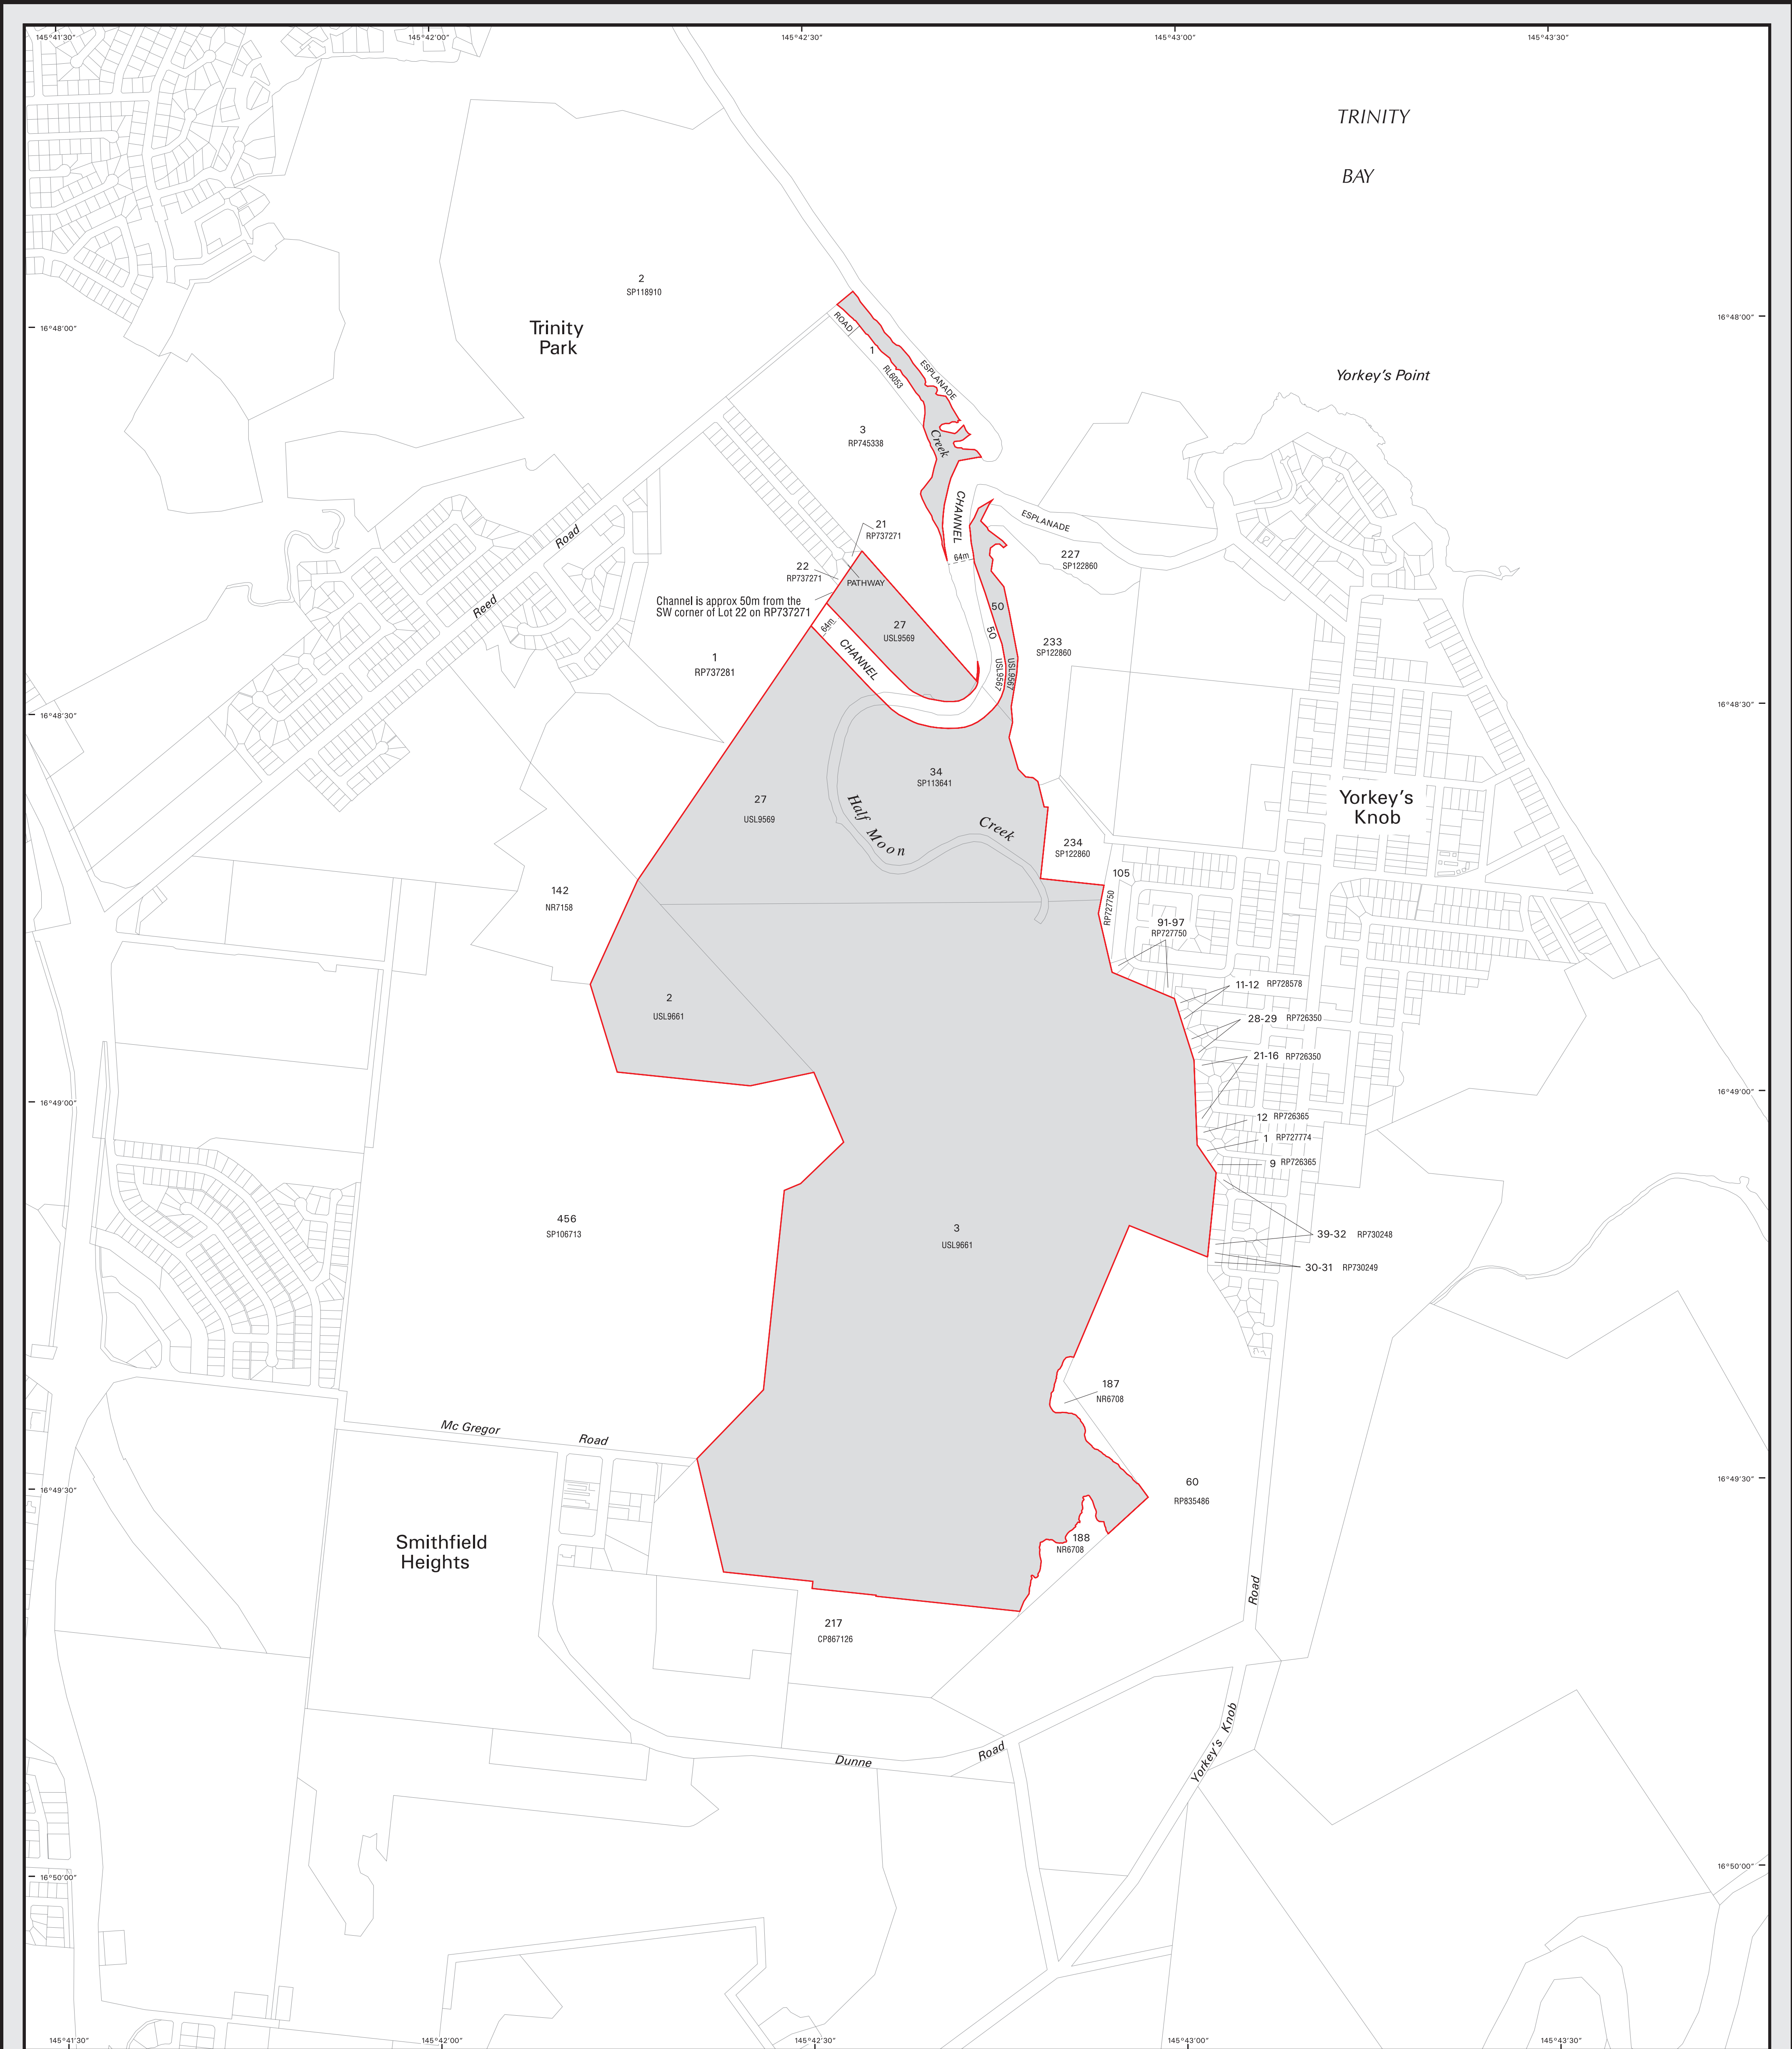 145°41'30"
145°42'00"
145°42'30"
145°43'00"
145°43'30"
TRINITY
BAY
2
SP118910
Trinity
Park
16°48'00"
16°48'00"
ROAD
1
RL6053
ESPLANADE
Yorkey's Point
3
RP745338
Creek
CHANNEL
ESPLANADE
21
RP737271
Road
64m
227
SP122860
22
RP737271
PATHWAY
Channel is approx 50m from the
SW corner of Lot 22 on RP737271
Reed
50
50
27
USL9569
64m
CHANNEL
233
SP122860
1
RP737281
USL9567
USL9567
16°48'30"
16°48'30"
34
SP113641
27
USL9569
Half Moon
Creek
Yorkey's
Knob
234
SP122860
105
RP727750
142
NR7158
91-97
RP727750
11-12 RP728578
2
USL9661
28-29 RP726350
21-16 RP726350
16°49'00"
16°49'00"
12 RP726365
1 RP727774
9 RP726365
456
SP106713
3
USL9661
39-32 RP730248
30-31 RP730249
187
NR6708
Mc Gregor
Road
16°49'30"
16°49'30"
60
RP835486
Smithfield
Heights
188
NR6708
Road
217
CP867126
Yorkey's Knob
Dunne
Road
16°50'00"
16°50'00"
145°41'30"
145°42'00"
145°42'30"
145°43'00"
145°43'30"